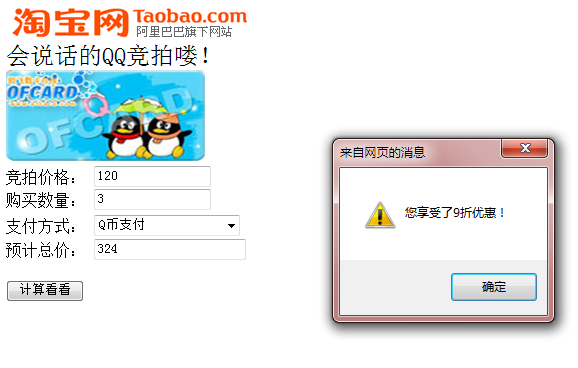 淘宝网 Taobao.com
阿里巴巴旗下网站
会说话的QQ竞拍喽！
OFCARD
OFCARD
竞拍价格： 120
购买数量： 3
支付方式： Q币支付
预计总价： 324
计算看看
来自网页的消息
您享受了9折优惠！
确定